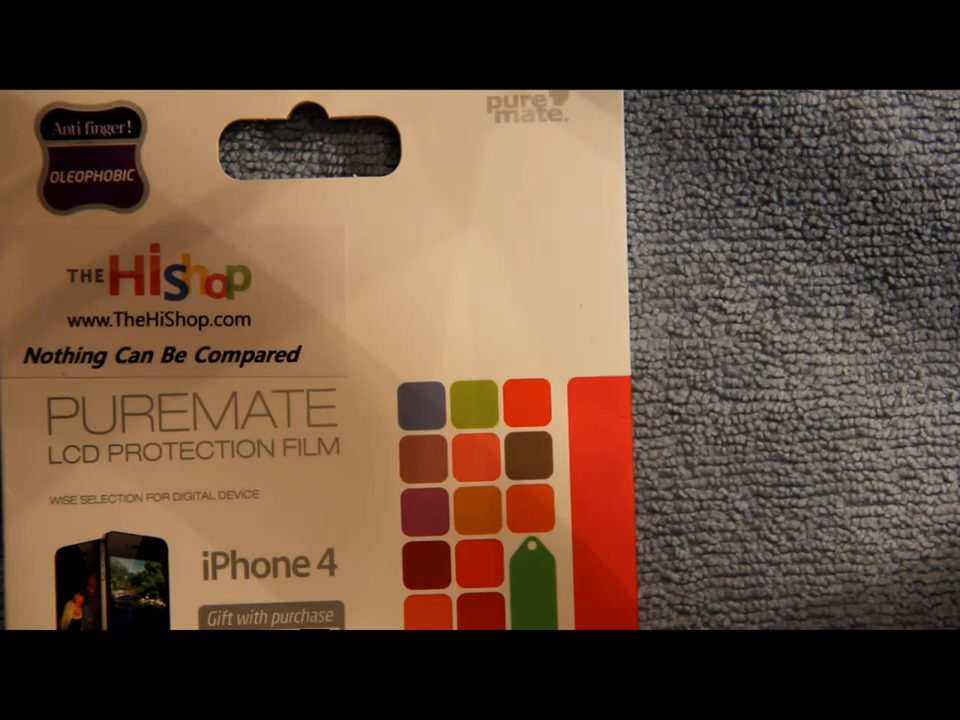 Anti finger!
OLEOPHOBIC
pure mate.
THE HiShop
www.TheHiShop.com
Nothing Can Be Compared
PUREMATE
LCD PROTECTION FILM
WISE SELECTION FOR DIGITAL DEVICE
iPhone 4
Gift with purchase